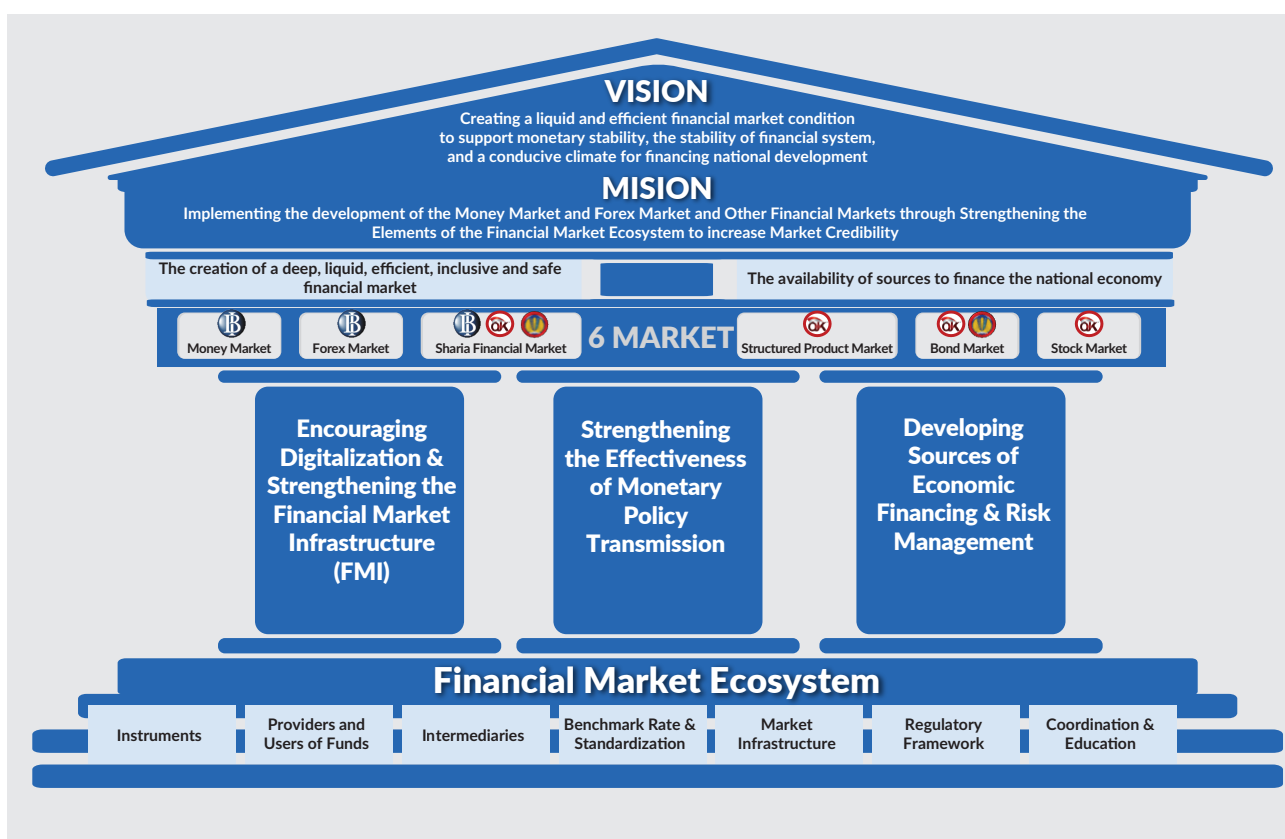 VISION
Creating a liquid and efficient financial market condition
to support monetary stability, the stability of financial system,
and a conducive climate for financing national development
MISION
Implementing the development of the Money Market and Forex Market and Other Financial Markets through Strengthening the
Elements of the Financial Market Ecosystem to increase Market Credibility
The creation of a deep, liquid, efficient, inclusive and safe
financial market
The availability of sources to finance the national economy
Money Market
Forex Market
Sharia Financial Market
6 MARKET
Structured Product Market
Bond Market
Stock Market
Encouraging
Digitalization &
Strengthening the
Financial Market
Infrastructure
(FMI)
Strengthening
the Effectiveness
of Monetary
Policy
Transmission
Developing
Sources of
Economic
Financing & Risk
Management
Financial Market Ecosystem
Instruments
Providers and
Users of Funds
Intermediaries
Benchmark Rate &
Standardization
Market
Infrastructure
Regulatory
Framework
Coordination &
Education